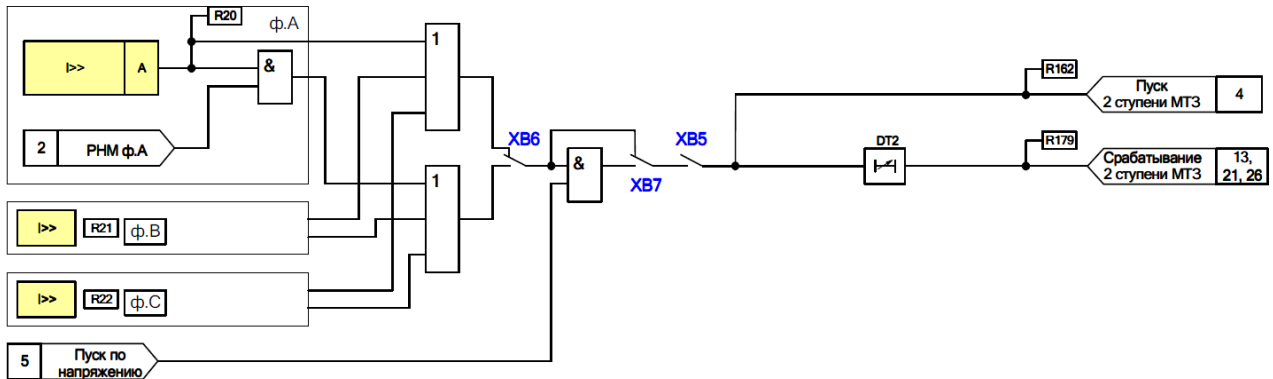 R20
ф.А
I>>
А
&
2
РНМ ф.А
1
I>>
R21
ф.В
I>>
R22
ф.С
1
5
Пуск по
напряжению
XB6
&
XB7
XB5
R162
Пуск
2 ступени МТЗ
4
DT2
R179
Срабатывание
2 ступени МТЗ
13,
21, 26